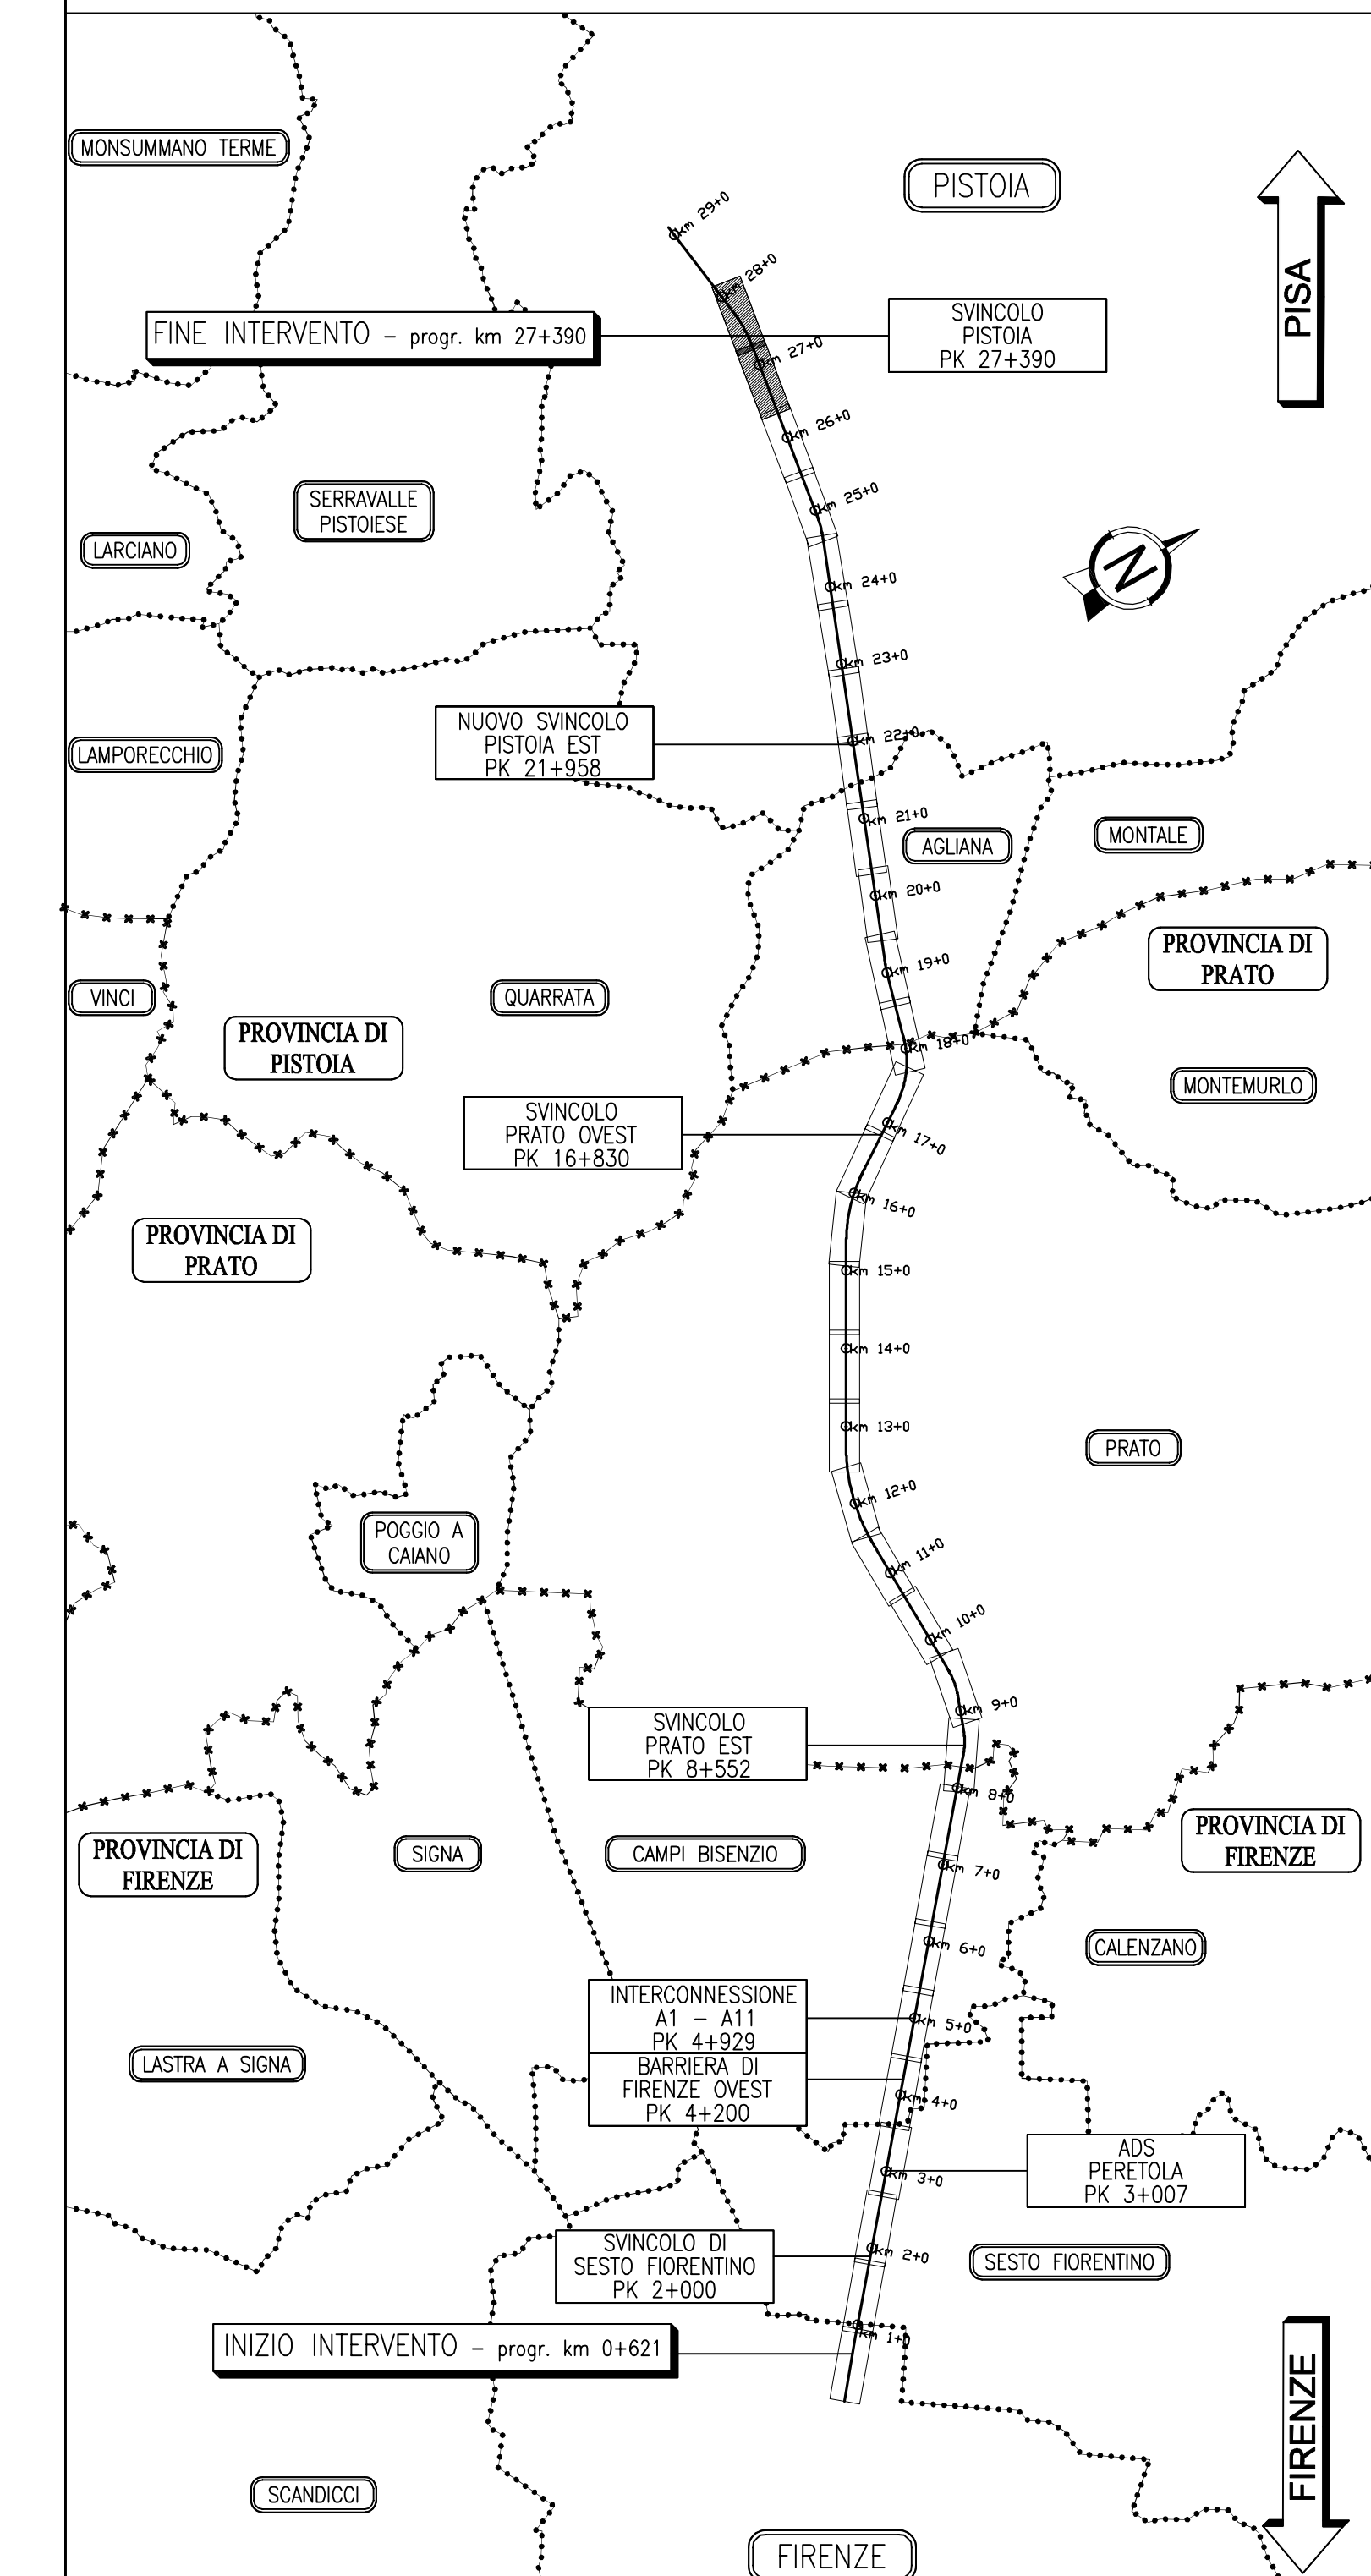 MONSUMMANO TERME
PISTOIA
km 29+0
PISA
km 28+0
FINE INTERVENTO – progr. km 27+390
SVINCOLO
PISTOIA
PK 27+390
km 27+0
km 26+0
SERRAVALLE
PISTOIESE
km 25+0
LARCIANO
N
km 24+0
km 23+0
NUOVO SVINCOLO
PISTOIA EST
PK 21+958
km 22+0
LAMPORECCHIO
km 21+0
AGLIANA
MONTALE
km 20+0
PROVINCIA DI
PRATO
km 19+0
VINCI
QUARRATA
PROVINCIA DI
PISTOIA
km 18+0
MONTEMURLO
SVINCOLO
PRATO OVEST
PK 16+830
km 17+0
km 16+0
PROVINCIA DI
PRATO
km 15+0
km 14+0
km 13+0
PRATO
km 12+0
POGGIO A
CAIANO
km 11+0
km 10+0
km 9+0
SVINCOLO
PRATO EST
PK 8+552
km 8+0
PROVINCIA DI
FIRENZE
PROVINCIA DI
FIRENZE
SIGNA
CAMPI BISENZIO
km 7+0
km 6+0
CALENZANO
INTERCONNESSIONE
A1 – A11
PK 4+929
km 5+0
LASTRA A SIGNA
BARRIERA DI
FIRENZE OVEST
PK 4+200
km 4+0
ADS
PERETOLA
PK 3+007
km 3+0
SVINCOLO DI
SESTO FIORENTINO
PK 2+000
km 2+0
SESTO FIORENTINO
km 1+0
INIZIO INTERVENTO – progr. km 0+621
FIRENZE
SCANDICCI
FIRENZE